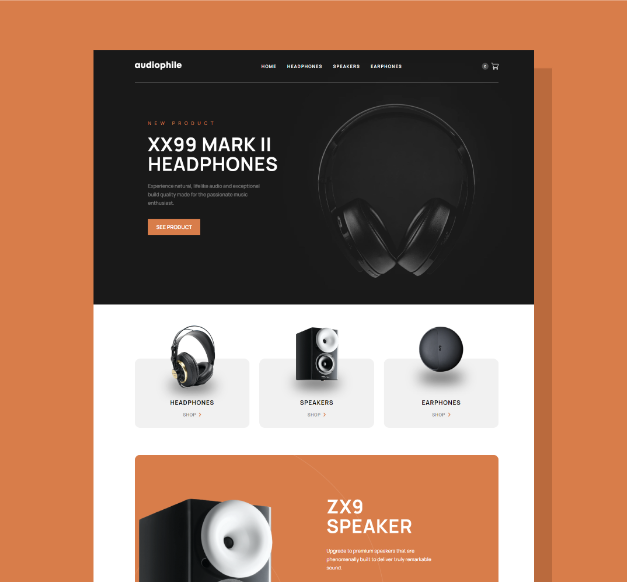 audiophile
HOME HEADPHONES SPEAKERS EARPHONES
NEW PRODUCT
XX99 MARK II
HEADPHONES
Experience natural, lifelike audio and exceptional
build quality made for the passionate music
enthusiast.
SEE PRODUCT
HEADPHONES SPEAKERS EARPHONES
SHOP > SHOP > SHOP >
ZX9
SPEAKER
Upgrade to premium speakers that are
phenomenally built to deliver truly remarkable
sound.